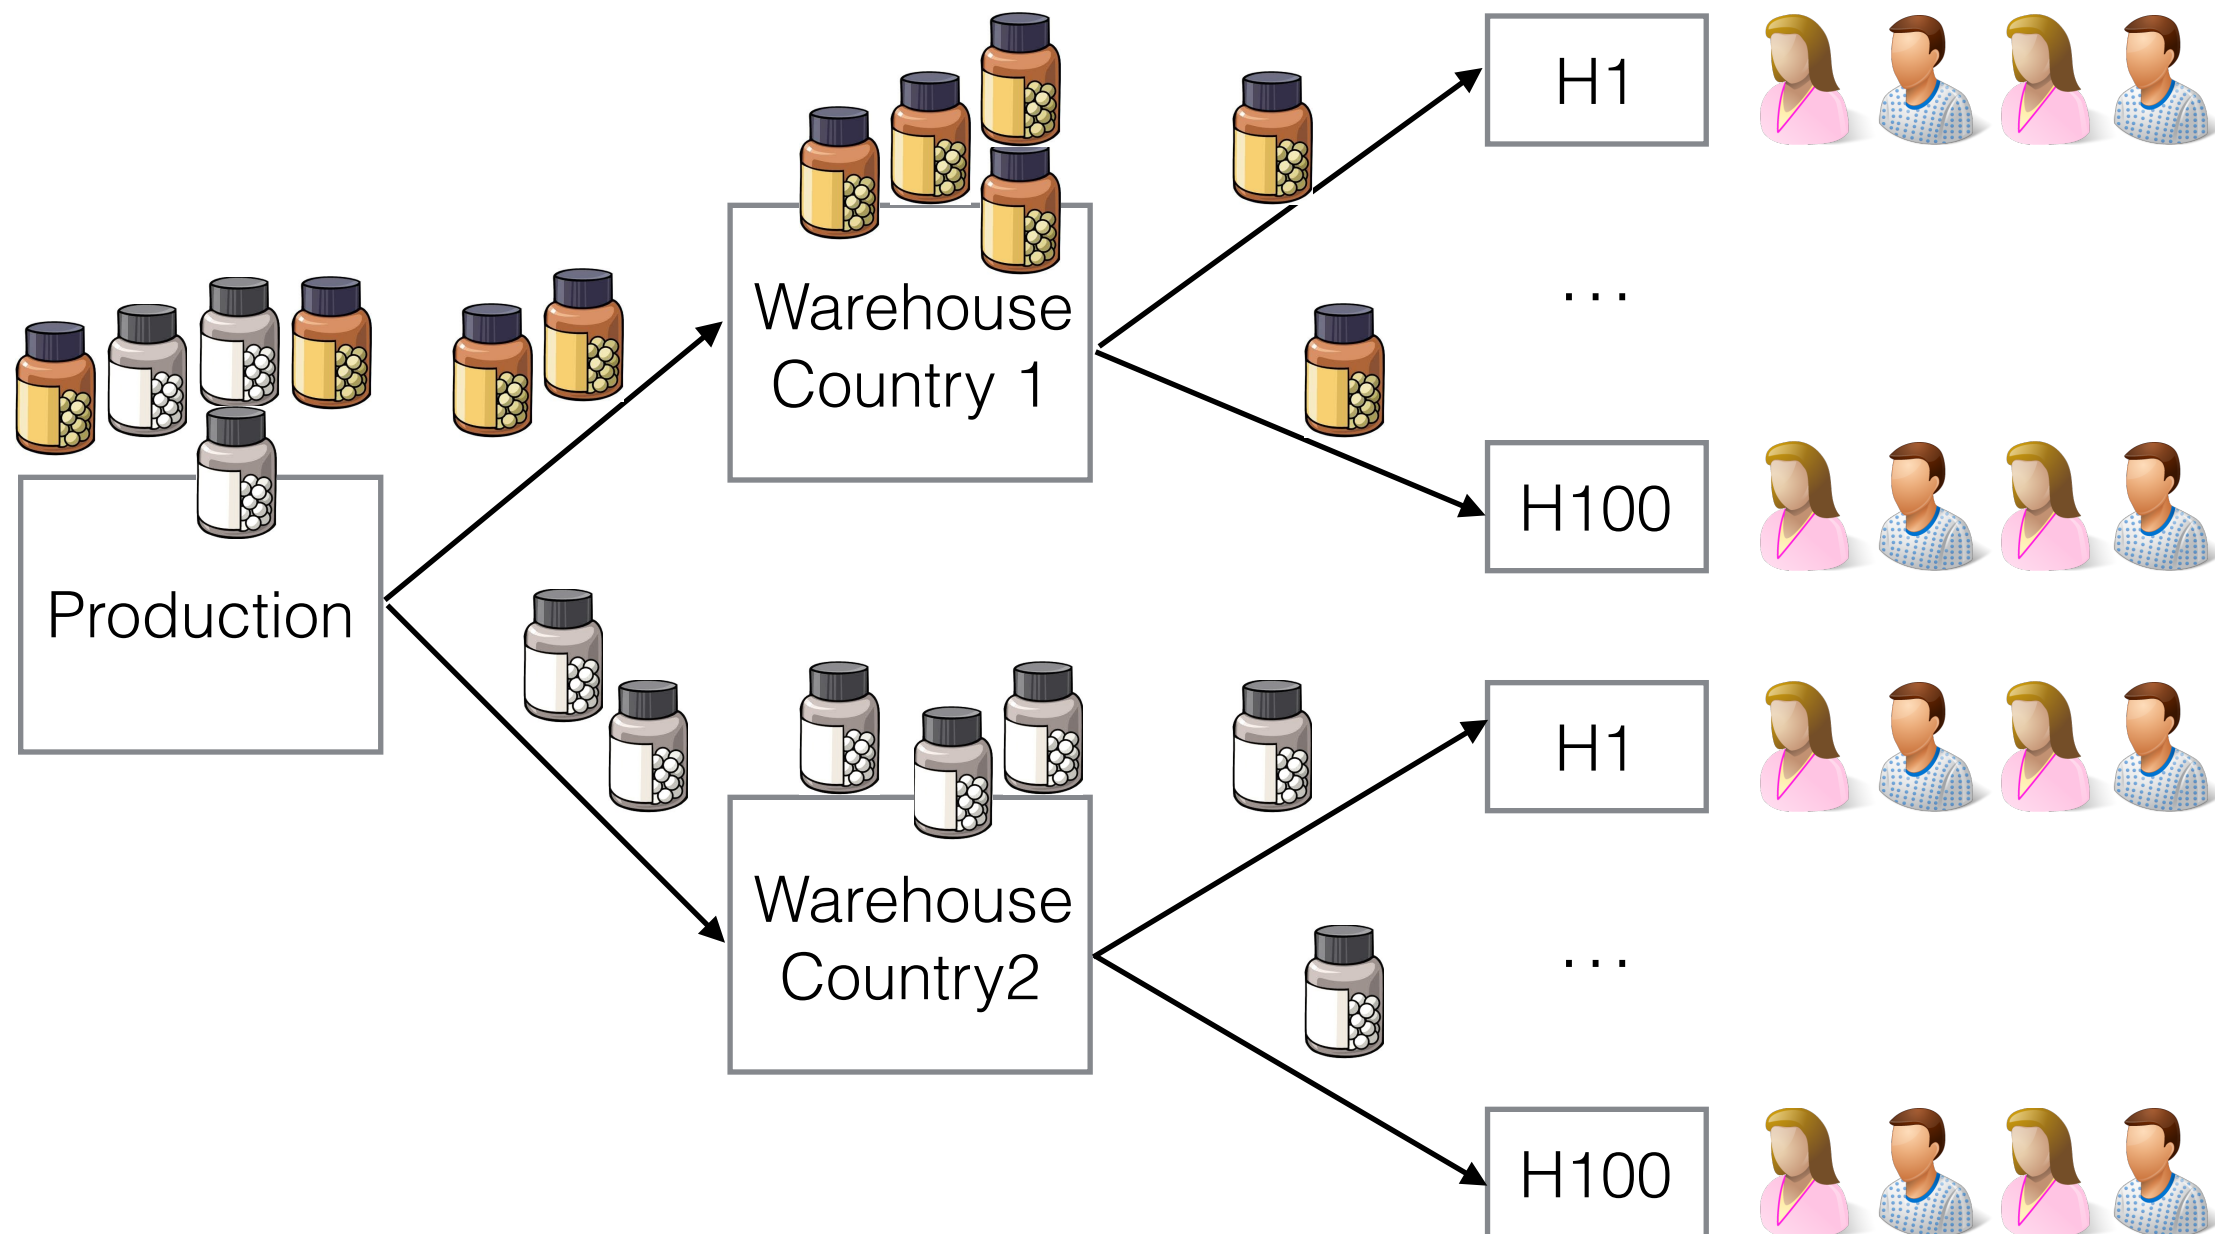 H1
Warehouse
Country 1
...
H100
Production
H1
Warehouse
Country2
...
H100